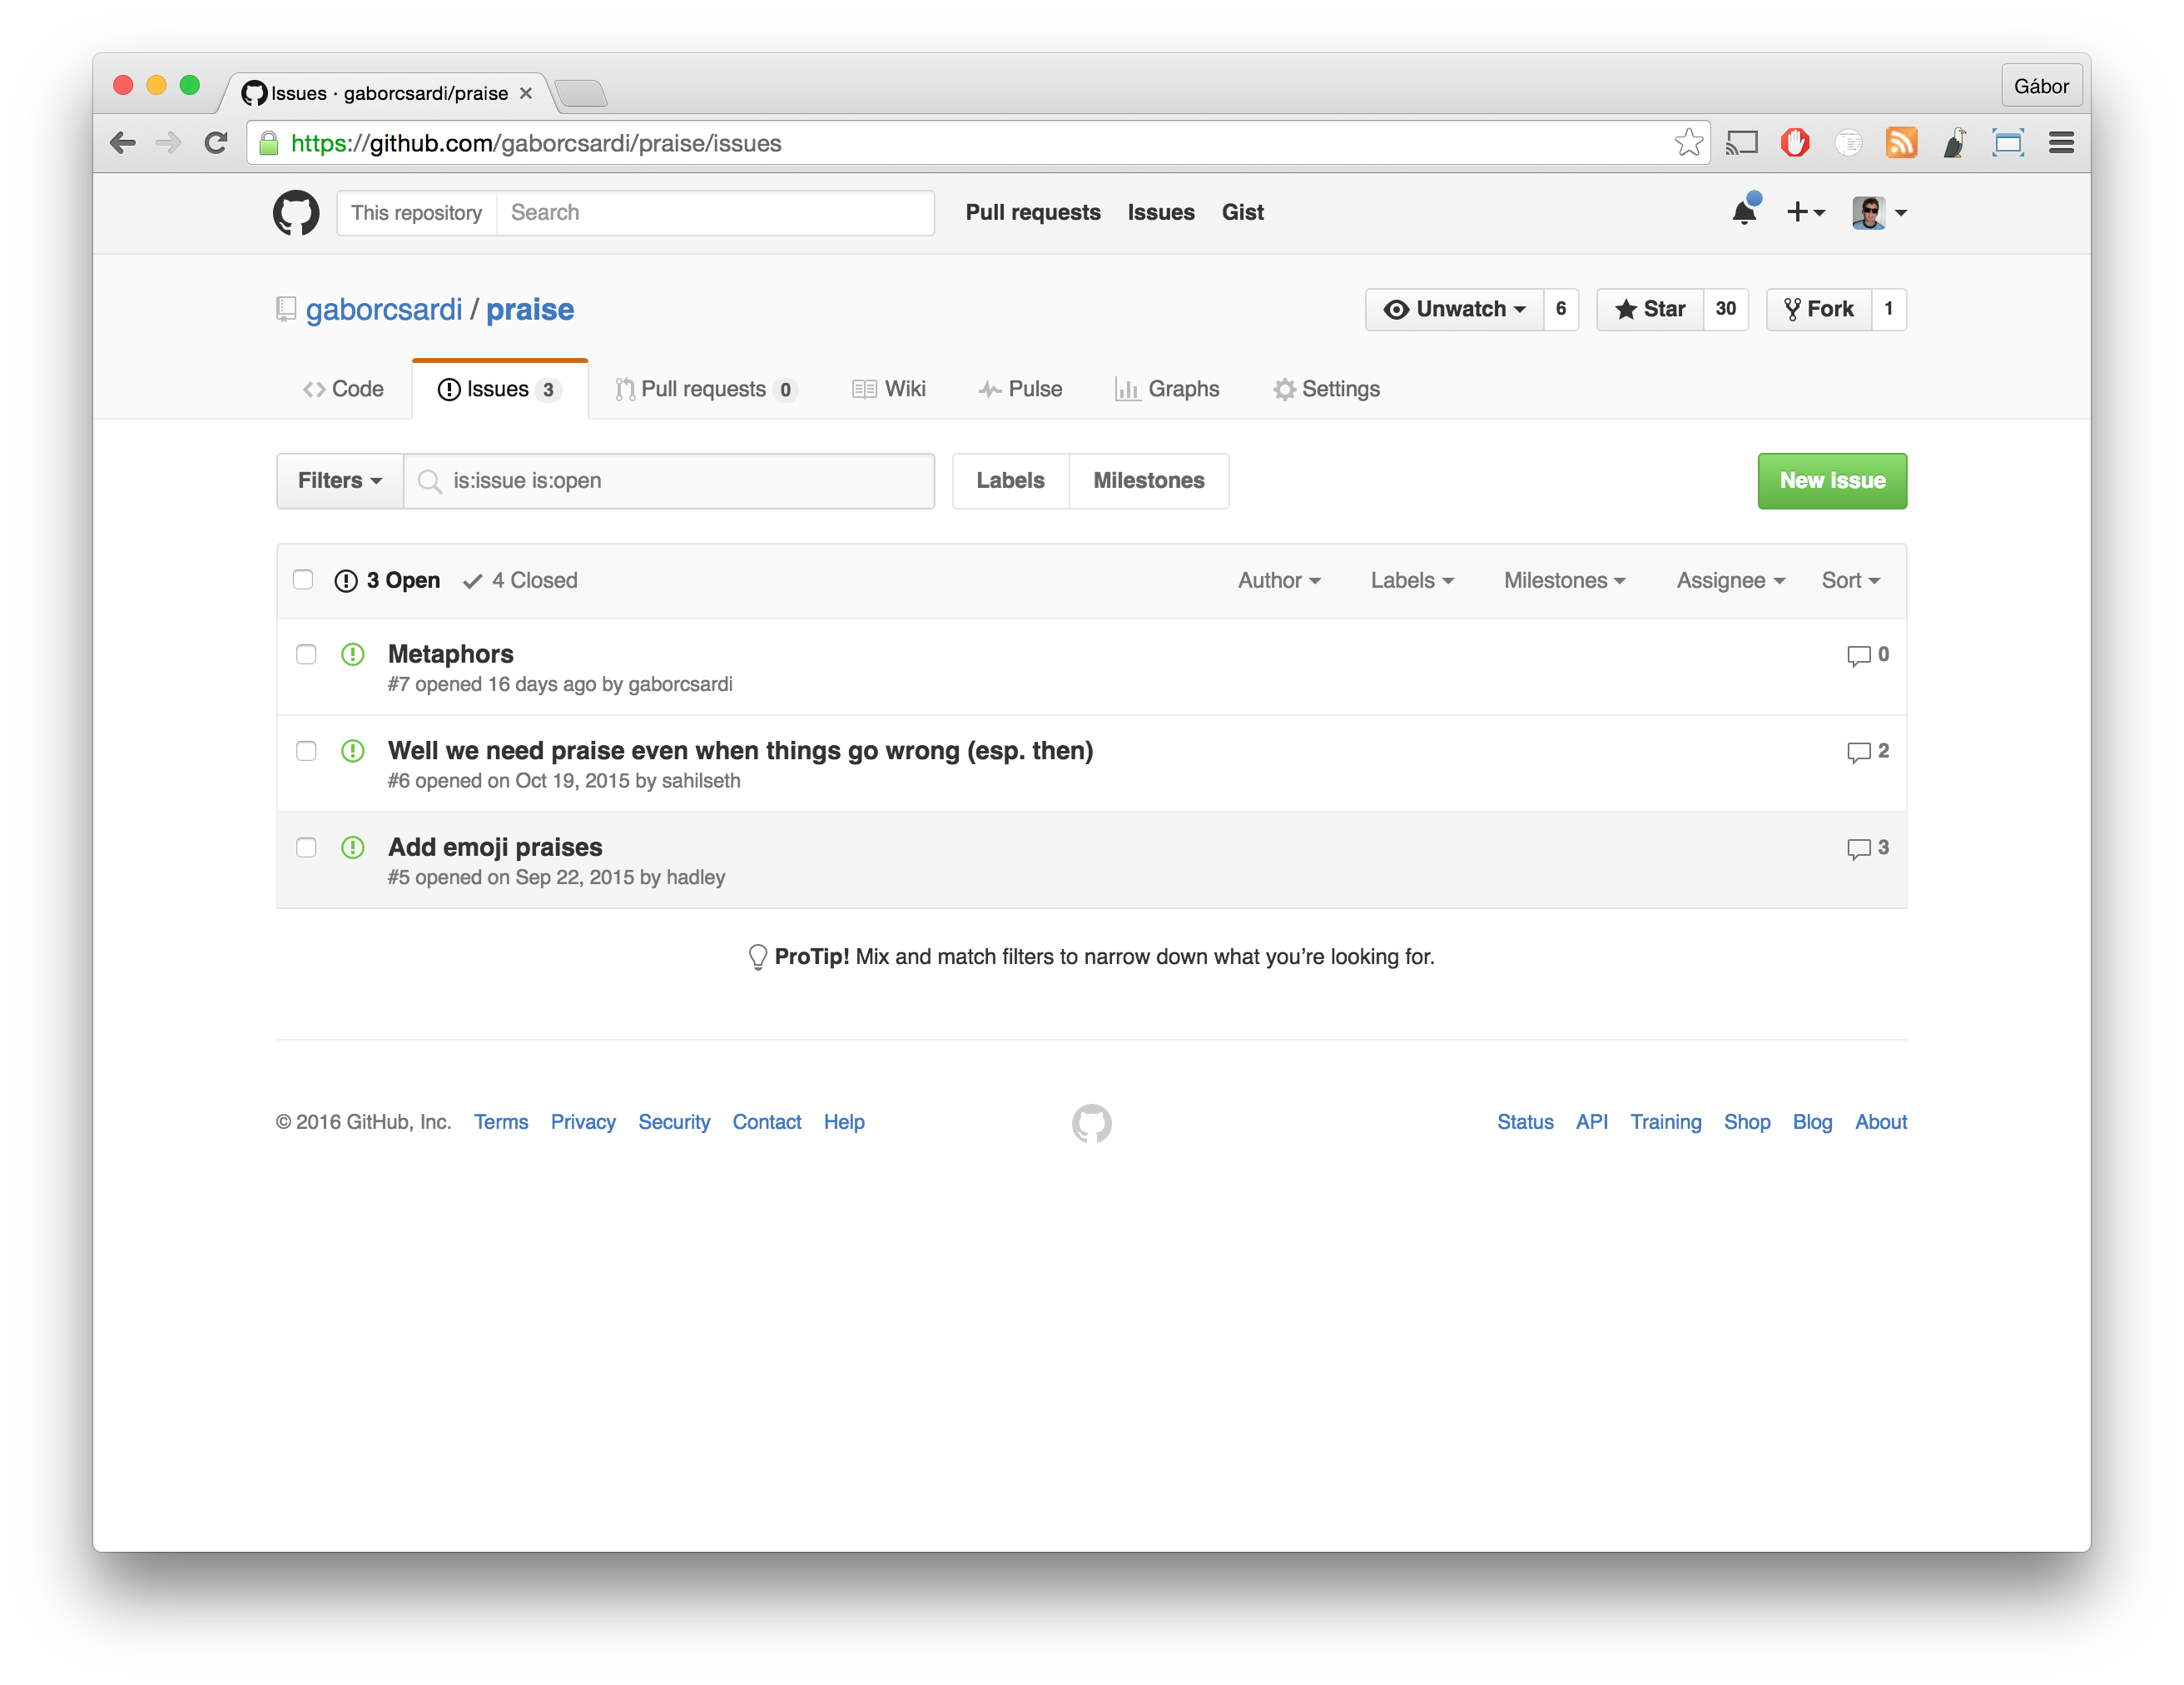 Issues · gaborcsardi/praise
Gábor
https://github.com/gaborcsardi/praise/issues
This repository Search Pull requests Issues Gist
gaborcsardi / praise Unwatch 6 Star 30 Fork 1
Code Issues 3 Pull requests 0 Wiki Pulse Graphs Settings
Filters is:issue is:open Labels Milestones New issue
3 Open 4 Closed Author Labels Milestones Assignee Sort
Metaphors 0
#7 opened 16 days ago by gaborcsardi
Well we need praise even when things go wrong (esp. then) 2
#6 opened on Oct 19, 2015 by sahilseth
Add emoji praises 3
#5 opened on Sep 22, 2015 by hadley
ProTip! Mix and match filters to narrow down what you’re looking for.
© 2016 GitHub, Inc. Terms Privacy Security Contact Help Status API Training Shop Blog About